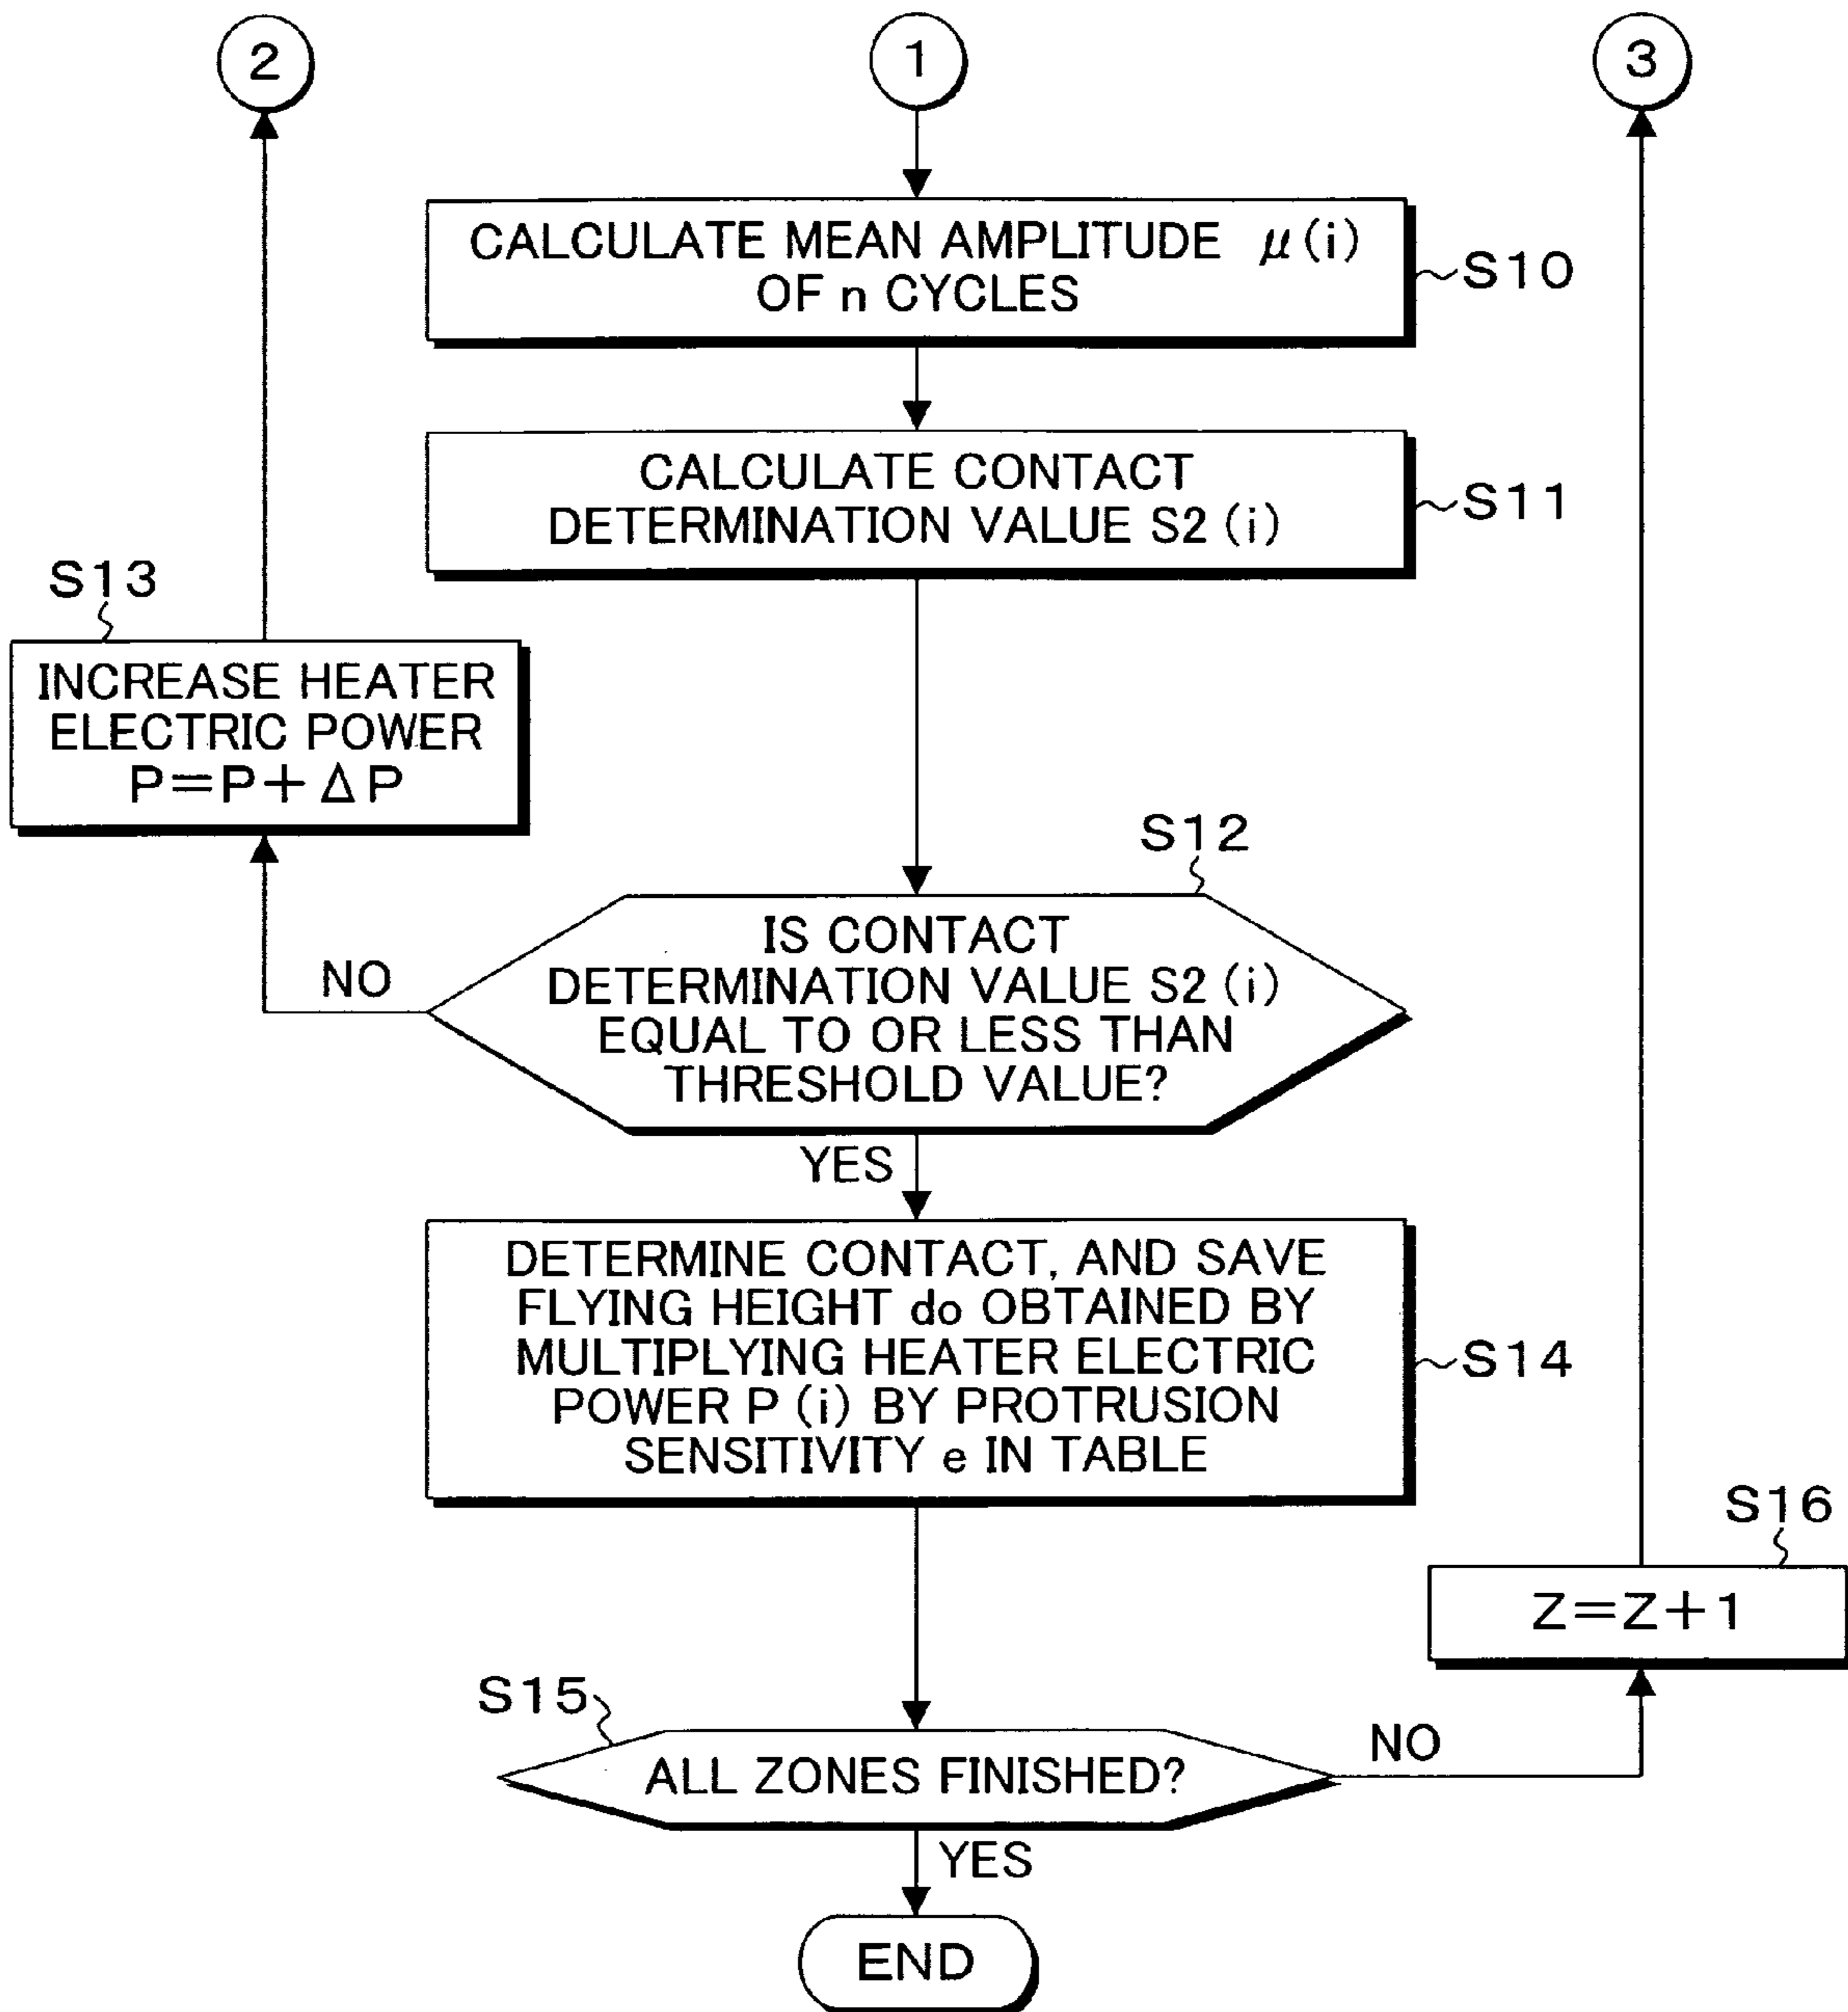 2
1
3
CALCULATE MEAN AMPLITUDE μ(i)
OF n CYCLES
S10
CALCULATE CONTACT
DETERMINATION VALUE S2 (i)
S11
S13
INCREASE HEATER
ELECTRIC POWER
P=P+ΔP
S12
IS CONTACT
DETERMINATION VALUE S2 (i)
EQUAL TO OR LESS THAN
THRESHOLD VALUE?
NO
YES
DETERMINE CONTACT, AND SAVE
FLYING HEIGHT do OBTAINED BY
MULTIPLYING HEATER ELECTRIC
POWER P (i) BY PROTRUSION
SENSITIVITY e IN TABLE
S14
S16
Z=Z+1
S15
ALL ZONES FINISHED?
NO
YES
END